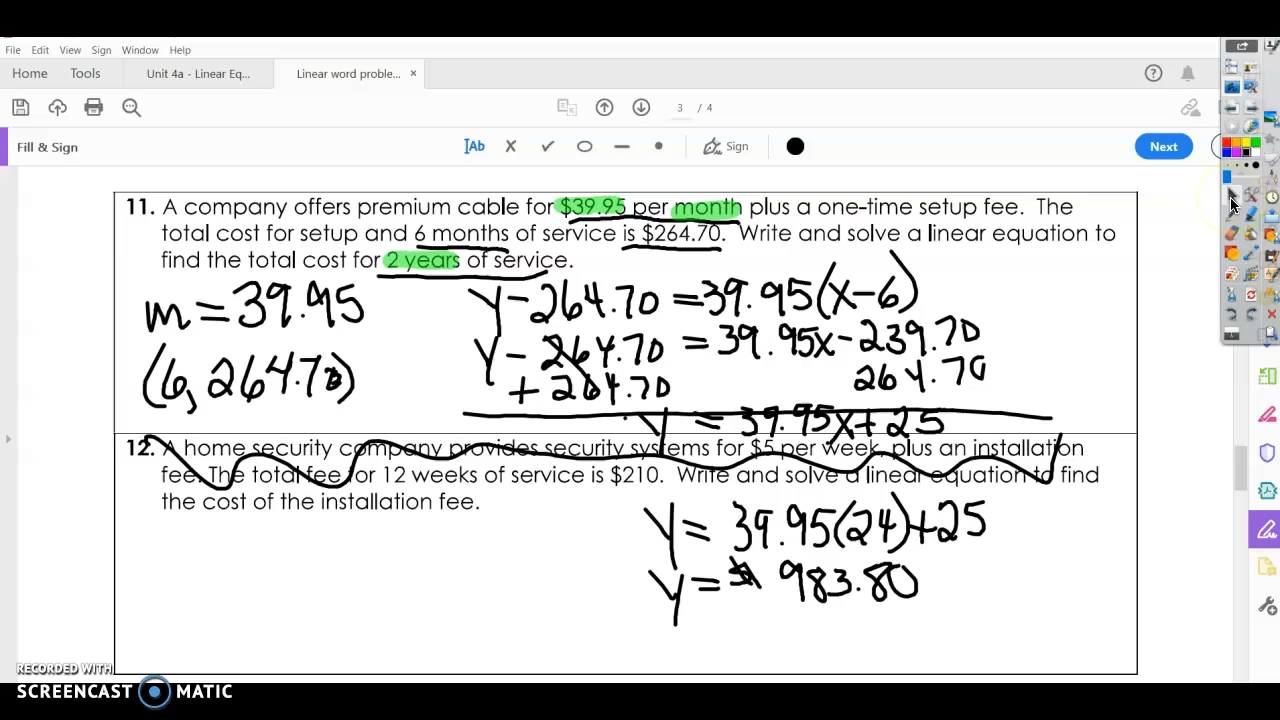 File Edit View Sign Window Help
Home Tools Unit 4a - Linear Eq... Linear word proble... ×
3 / 4
Fill & Sign Ab Sign Next
11. A company offers premium cable for $39.95 per month plus a one-time setup fee. The
total cost for setup and 6 months of service is $264.70. Write and solve a linear equation to
find the total cost for 2 years of service.
m = 39.95
(6, 264.70)
y - 264.70 = 39.95(x - 6)
y - 264.70 = 39.95x - 239.70
+ 264.70 264.70
y = 39.95x + 25
12. A home security company provides security systems for $5 per week, plus an installation
fee. The total fee for 12 weeks of service is $210. Write and solve a linear equation to find
the cost of the installation fee.
y = 39.95(24) + 25
y = 983.80
RECORDED WITH
SCREENCAST MATIC